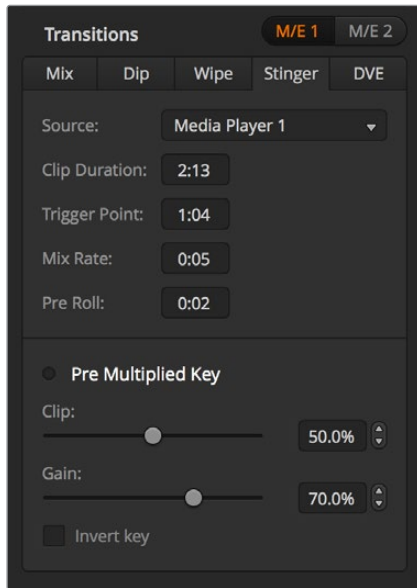 Transitions M/E 1 M/E 2
Mix Dip Wipe Stinger DVE
Source: Media Player 1
Clip Duration: 2:13
Trigger Point: 1:04
Mix Rate: 0:05
Pre Roll: 0:02
Pre Multiplied Key
Clip:
50.0%
Gain:
70.0%
Invert key